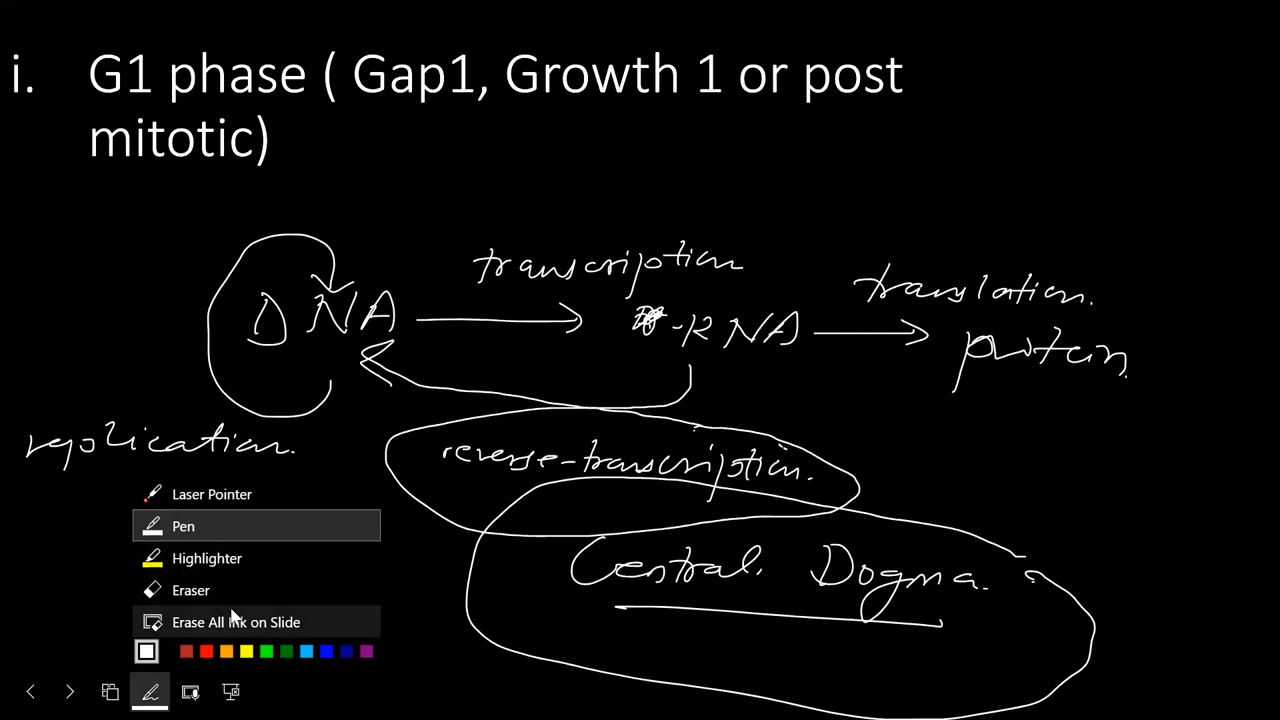 i. G1 phase ( Gap1, Growth 1 or post
mitotic)
transcription
translation.
DNA
RNA
protein.
replication.
reverse-transcription.
Central Dogma.
Laser Pointer
Pen
Highlighter
Eraser
Erase All Ink on Slide